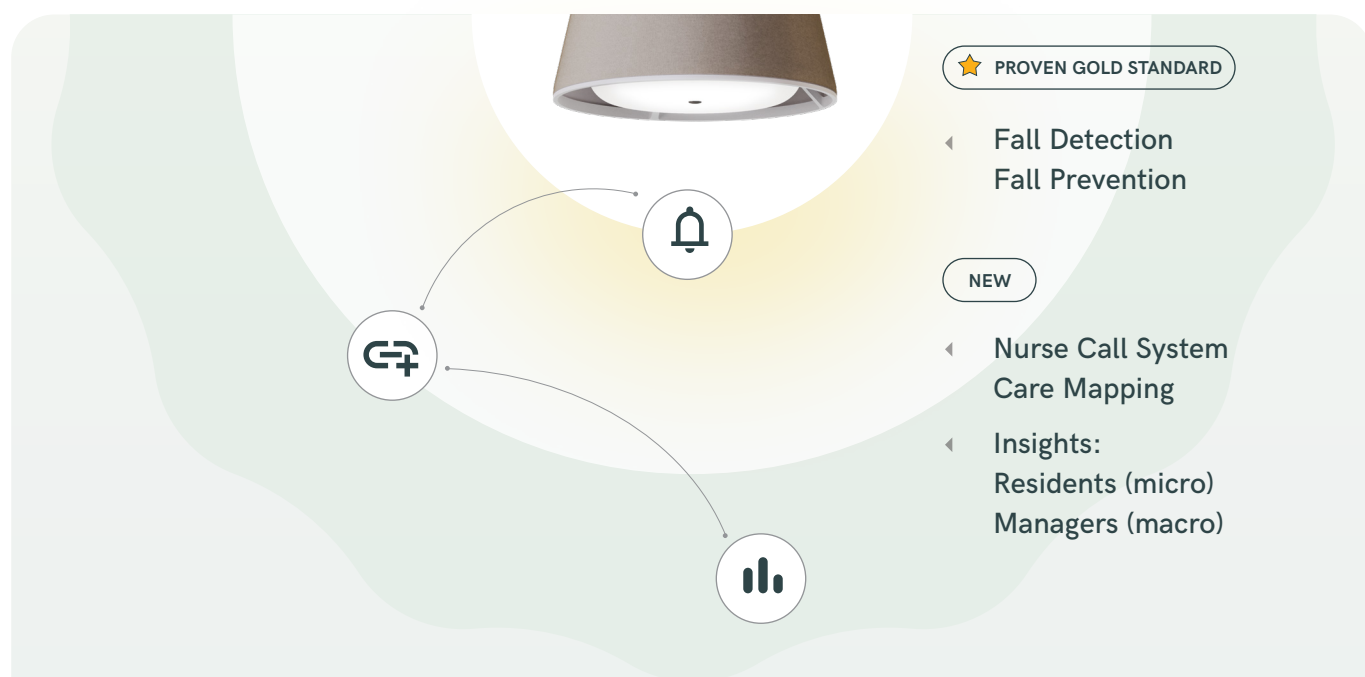 PROVEN GOLD STANDARD
Fall Detection
Fall Prevention
NEW
Nurse Call System
Care Mapping
Insights:
Residents (micro)
Managers (macro)